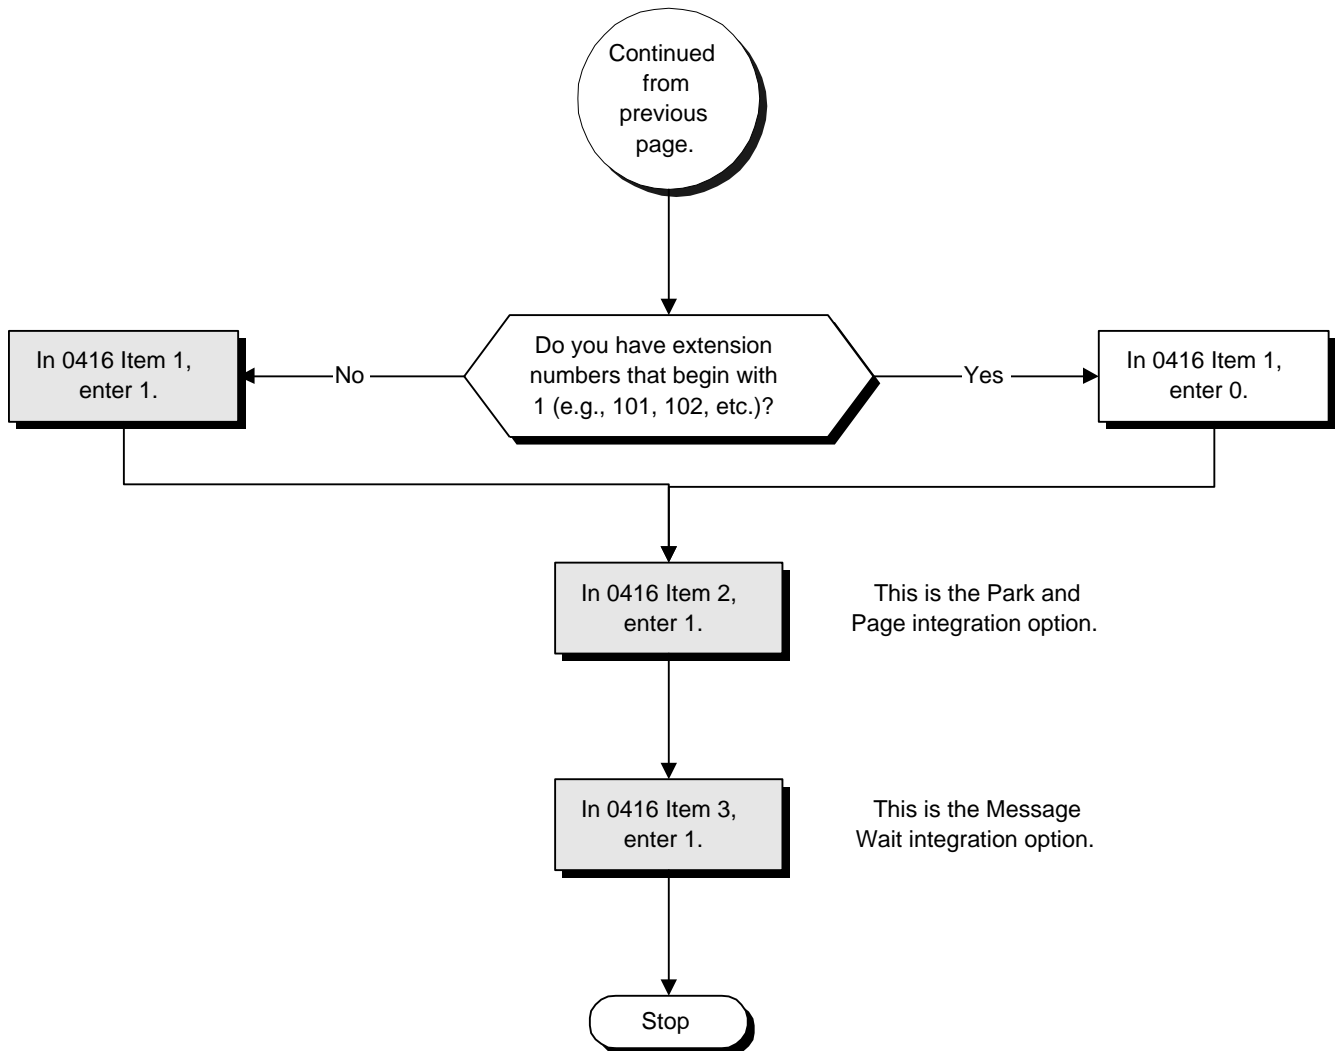 Continued
from
previous
page.
Do you have extension
numbers that begin with
1 (e.g., 101, 102, etc.)?
No
Yes
In 0416 Item 1,
enter 1.
In 0416 Item 1,
enter 0.
In 0416 Item 2,
enter 1.
This is the Park and
Page integration option.
In 0416 Item 3,
enter 1.
This is the Message
Wait integration option.
Stop